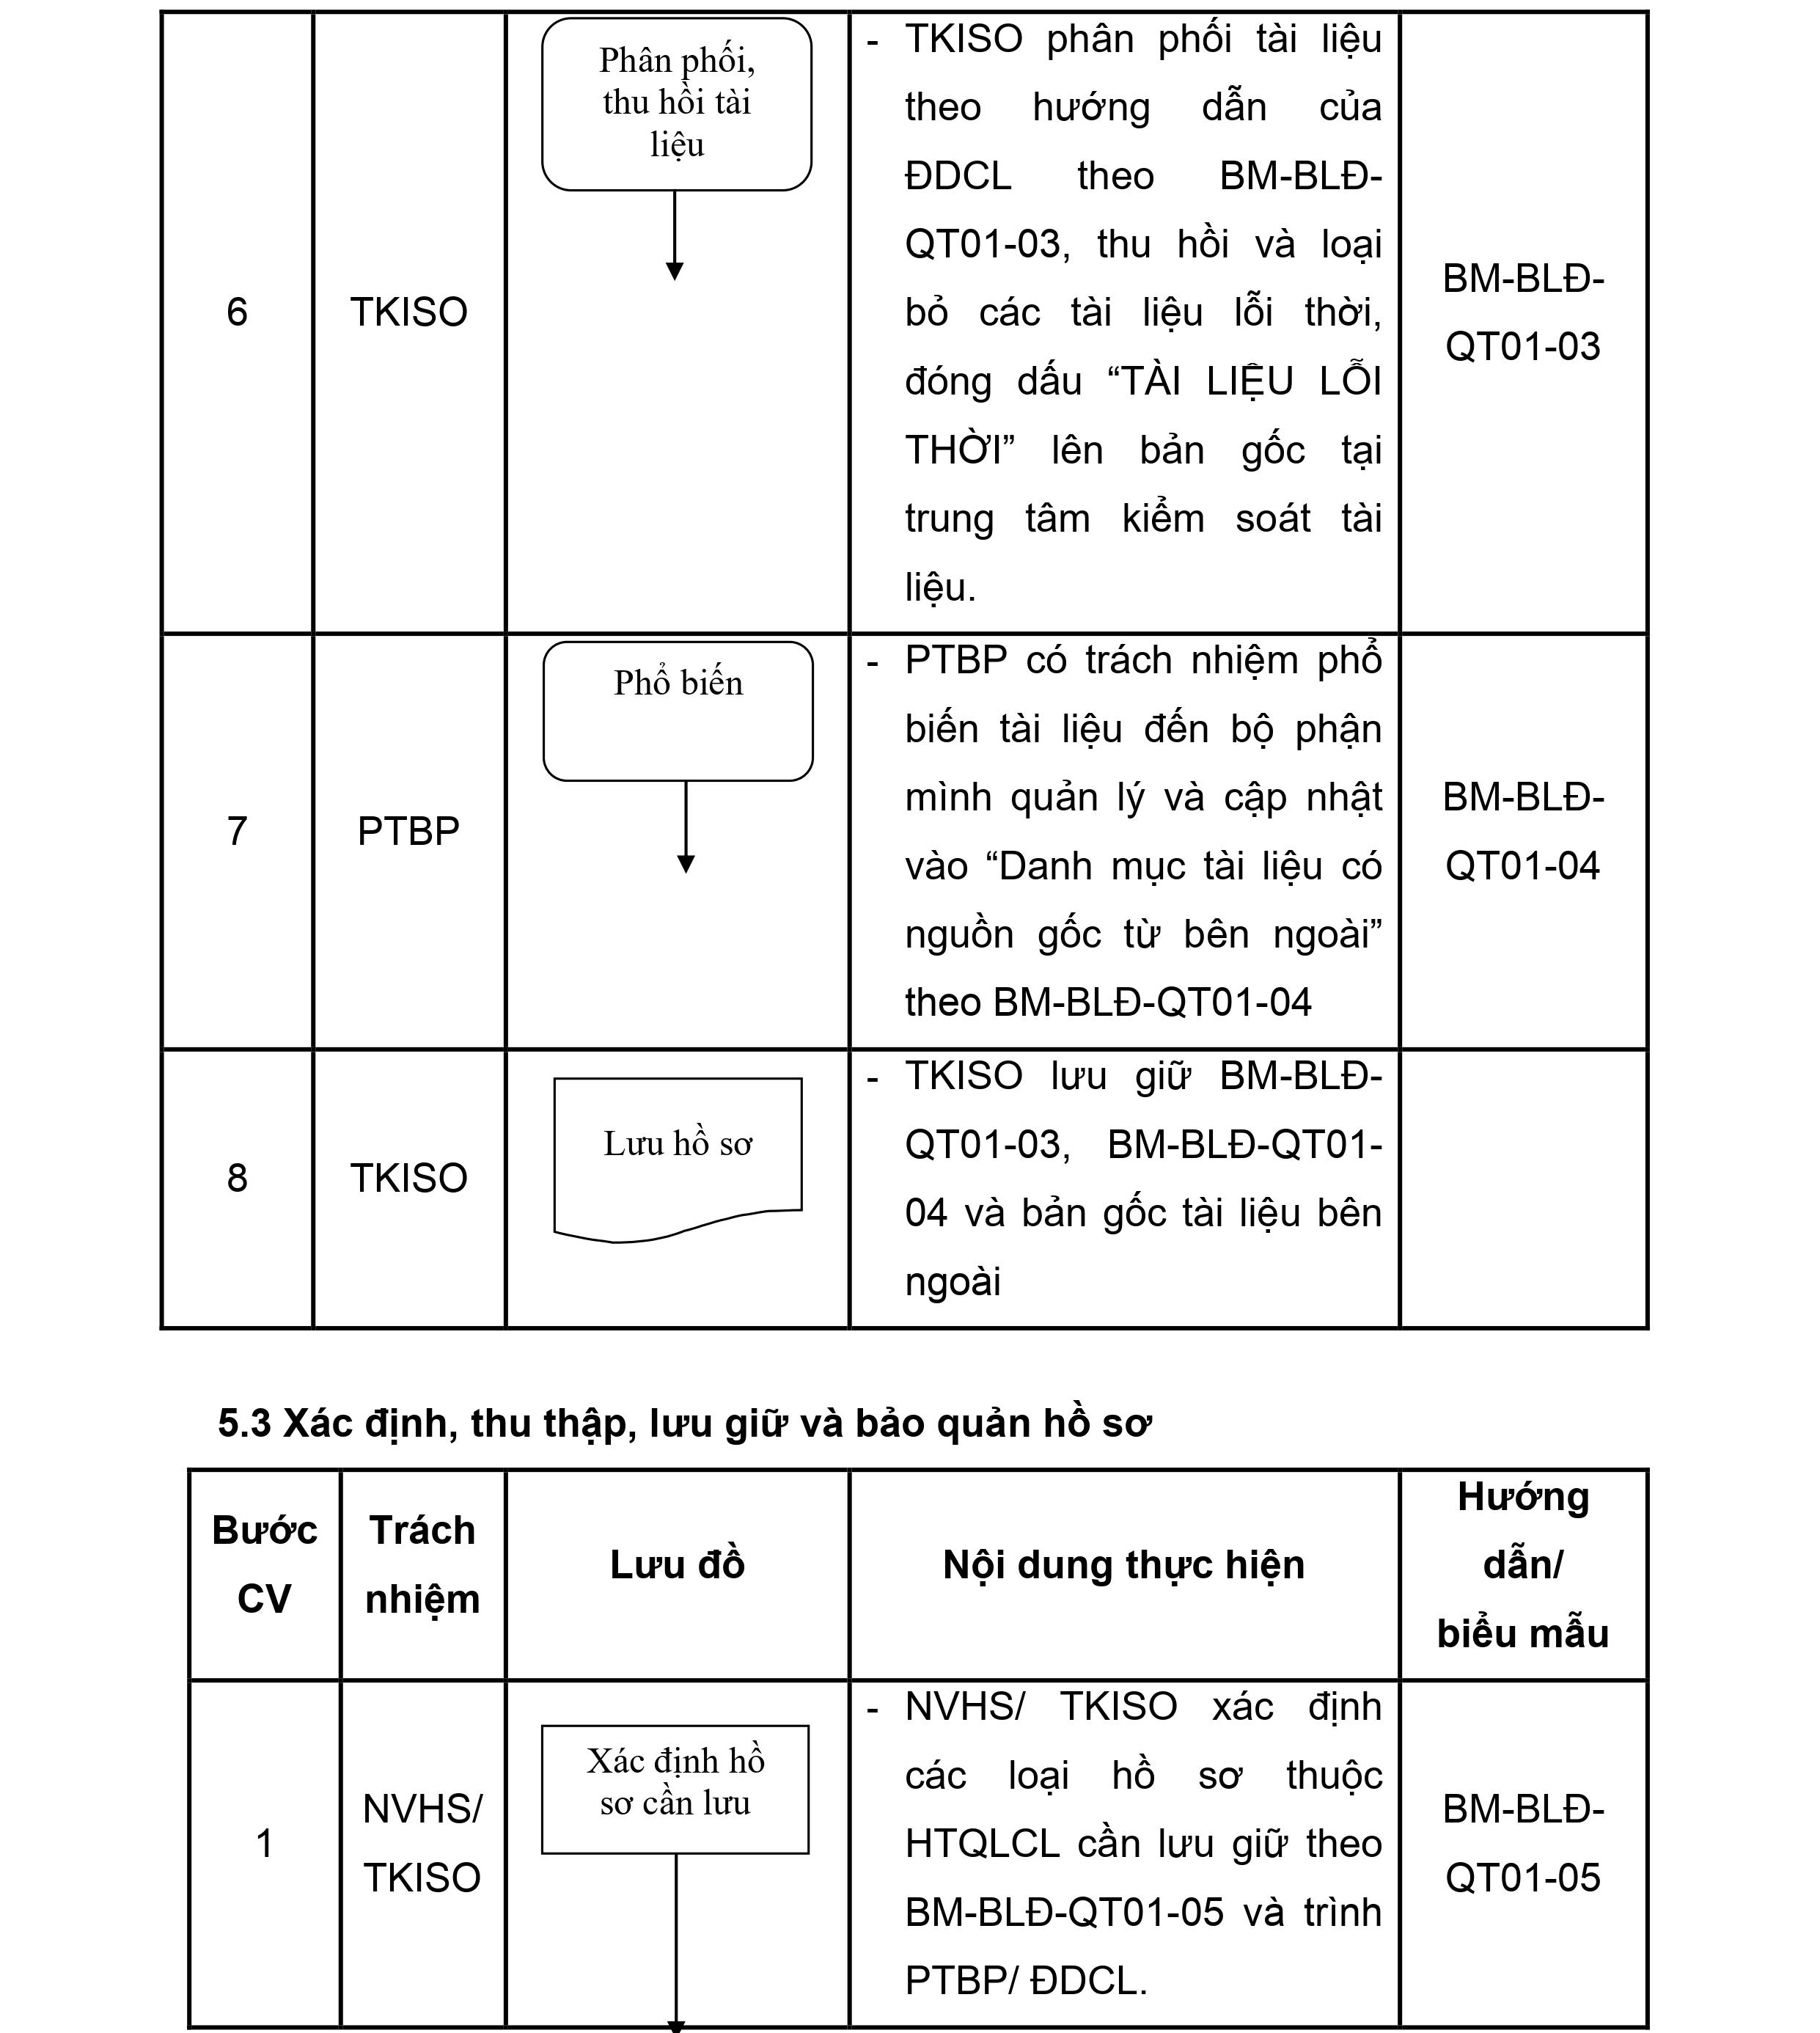 6
TKISO
Phân phối,
thu hồi tài
liệu
- TKISO phân phối tài liệu
theo hướng dẫn của
ĐDCL theo BM-BLĐ-
QT01-03, thu hồi và loại
bỏ các tài liệu lỗi thời,
đóng dấu “TÀI LIỆU LỖI
THỜI” lên bản gốc tại
trung tâm kiểm soát tài
liệu.
BM-BLĐ-
QT01-03
7
PTBP
Phổ biến
- PTBP có trách nhiệm phổ
biến tài liệu đến bộ phận
mình quản lý và cập nhật
vào “Danh mục tài liệu có
nguồn gốc từ bên ngoài”
theo BM-BLĐ-QT01-04
BM-BLĐ-
QT01-04
8
TKISO
Lưu hồ sơ
- TKISO lưu giữ BM-BLĐ-
QT01-03, BM-BLĐ-QT01-
04 và bản gốc tài liệu bên
ngoài
5.3 Xác định, thu thập, lưu giữ và bảo quản hồ sơ
Bước
CV
Trách
nhiệm
Lưu đồ
Nội dung thực hiện
Hướng
dẫn/
biểu mẫu
1
NVHS/
TKISO
Xác định hồ
sơ cần lưu
- NVHS/ TKISO xác định
các loại hồ sơ thuộc
HTQLCL cần lưu giữ theo
BM-BLĐ-QT01-05 và trình
PTBP/ ĐDCL.
BM-BLĐ-
QT01-05